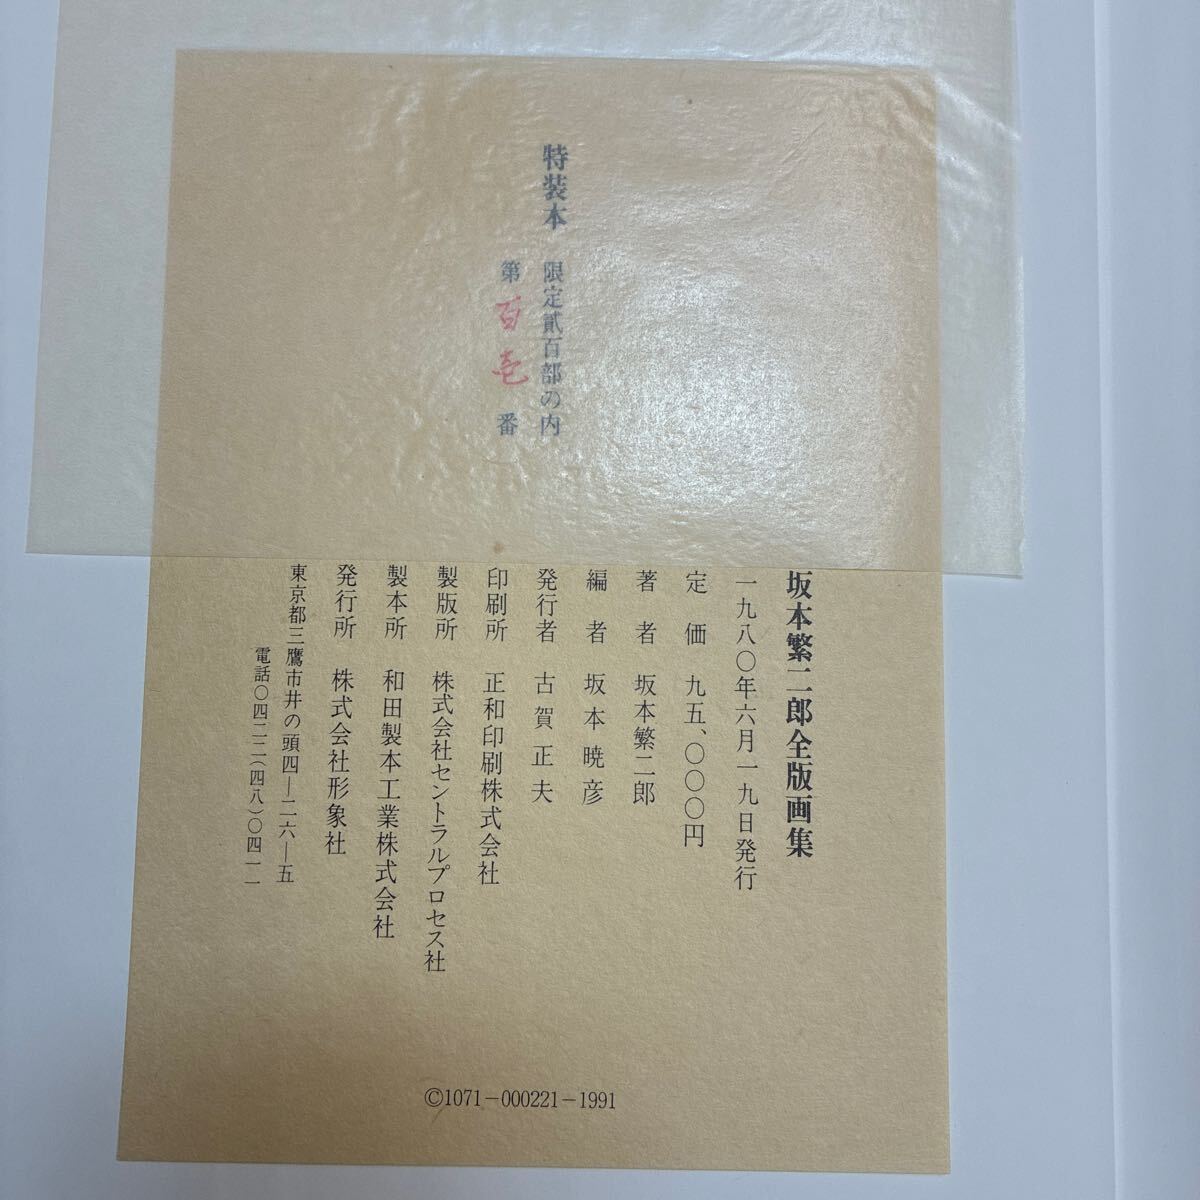 特装本 限定貳百部の内
第百壱番
坂本繁二郎全版画集
一九八〇年六月一九日発行
定価 九五、〇〇〇円
著者 坂本繁二郎
編者 坂本暁彦
発行者 古賀正夫
印刷所 正和印刷株式会社
製版所 株式会社セントラルプロセス社
製本所 和田製本工業株式会社
発行所 株式会社形象社
東京都三鷹市井の頭四—二六—五
電話〇四二二(四八)〇四一一
©1071-000221-1991